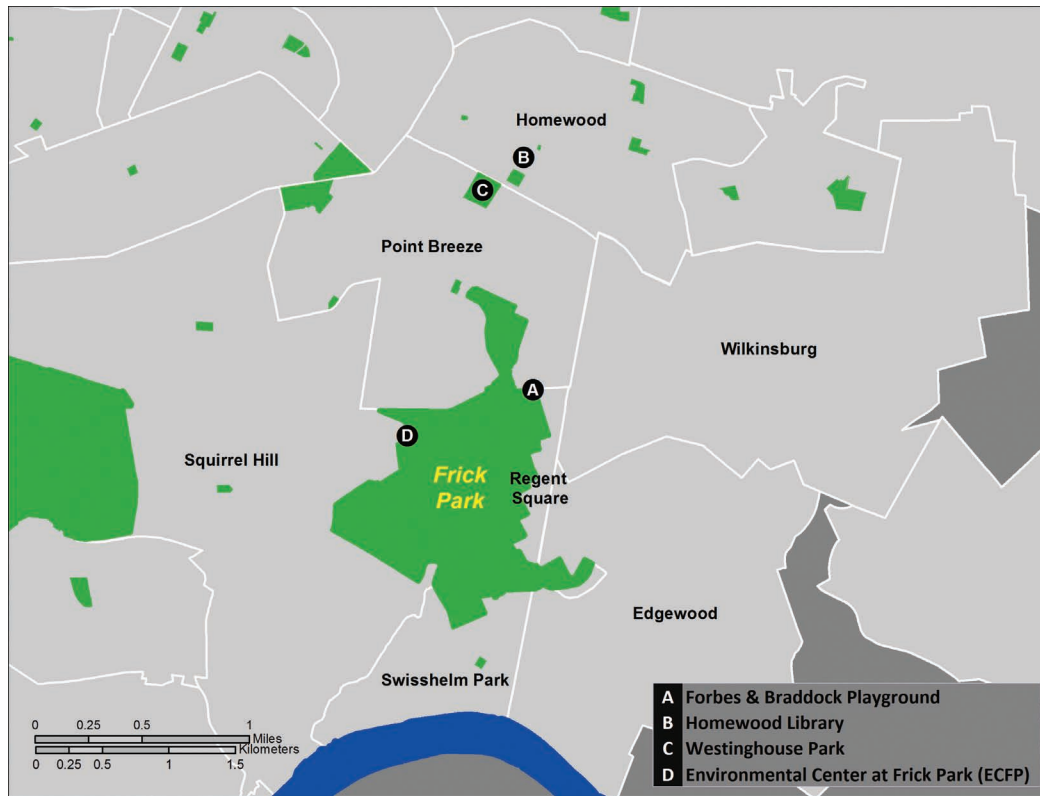 Homewood
B
C
Point Breeze
Wilkinsburg
A
D
Squirrel Hill
Frick
Park
Regent
Square
Edgewood
Swisshelm Park
A Forbes & Braddock Playground
B Homewood Library
C Westinghouse Park
D Environmental Center at Frick Park (ECFP)
0 0.25 0.5 1
Miles
Kilometers
0 0.25 0.5 1 1.5